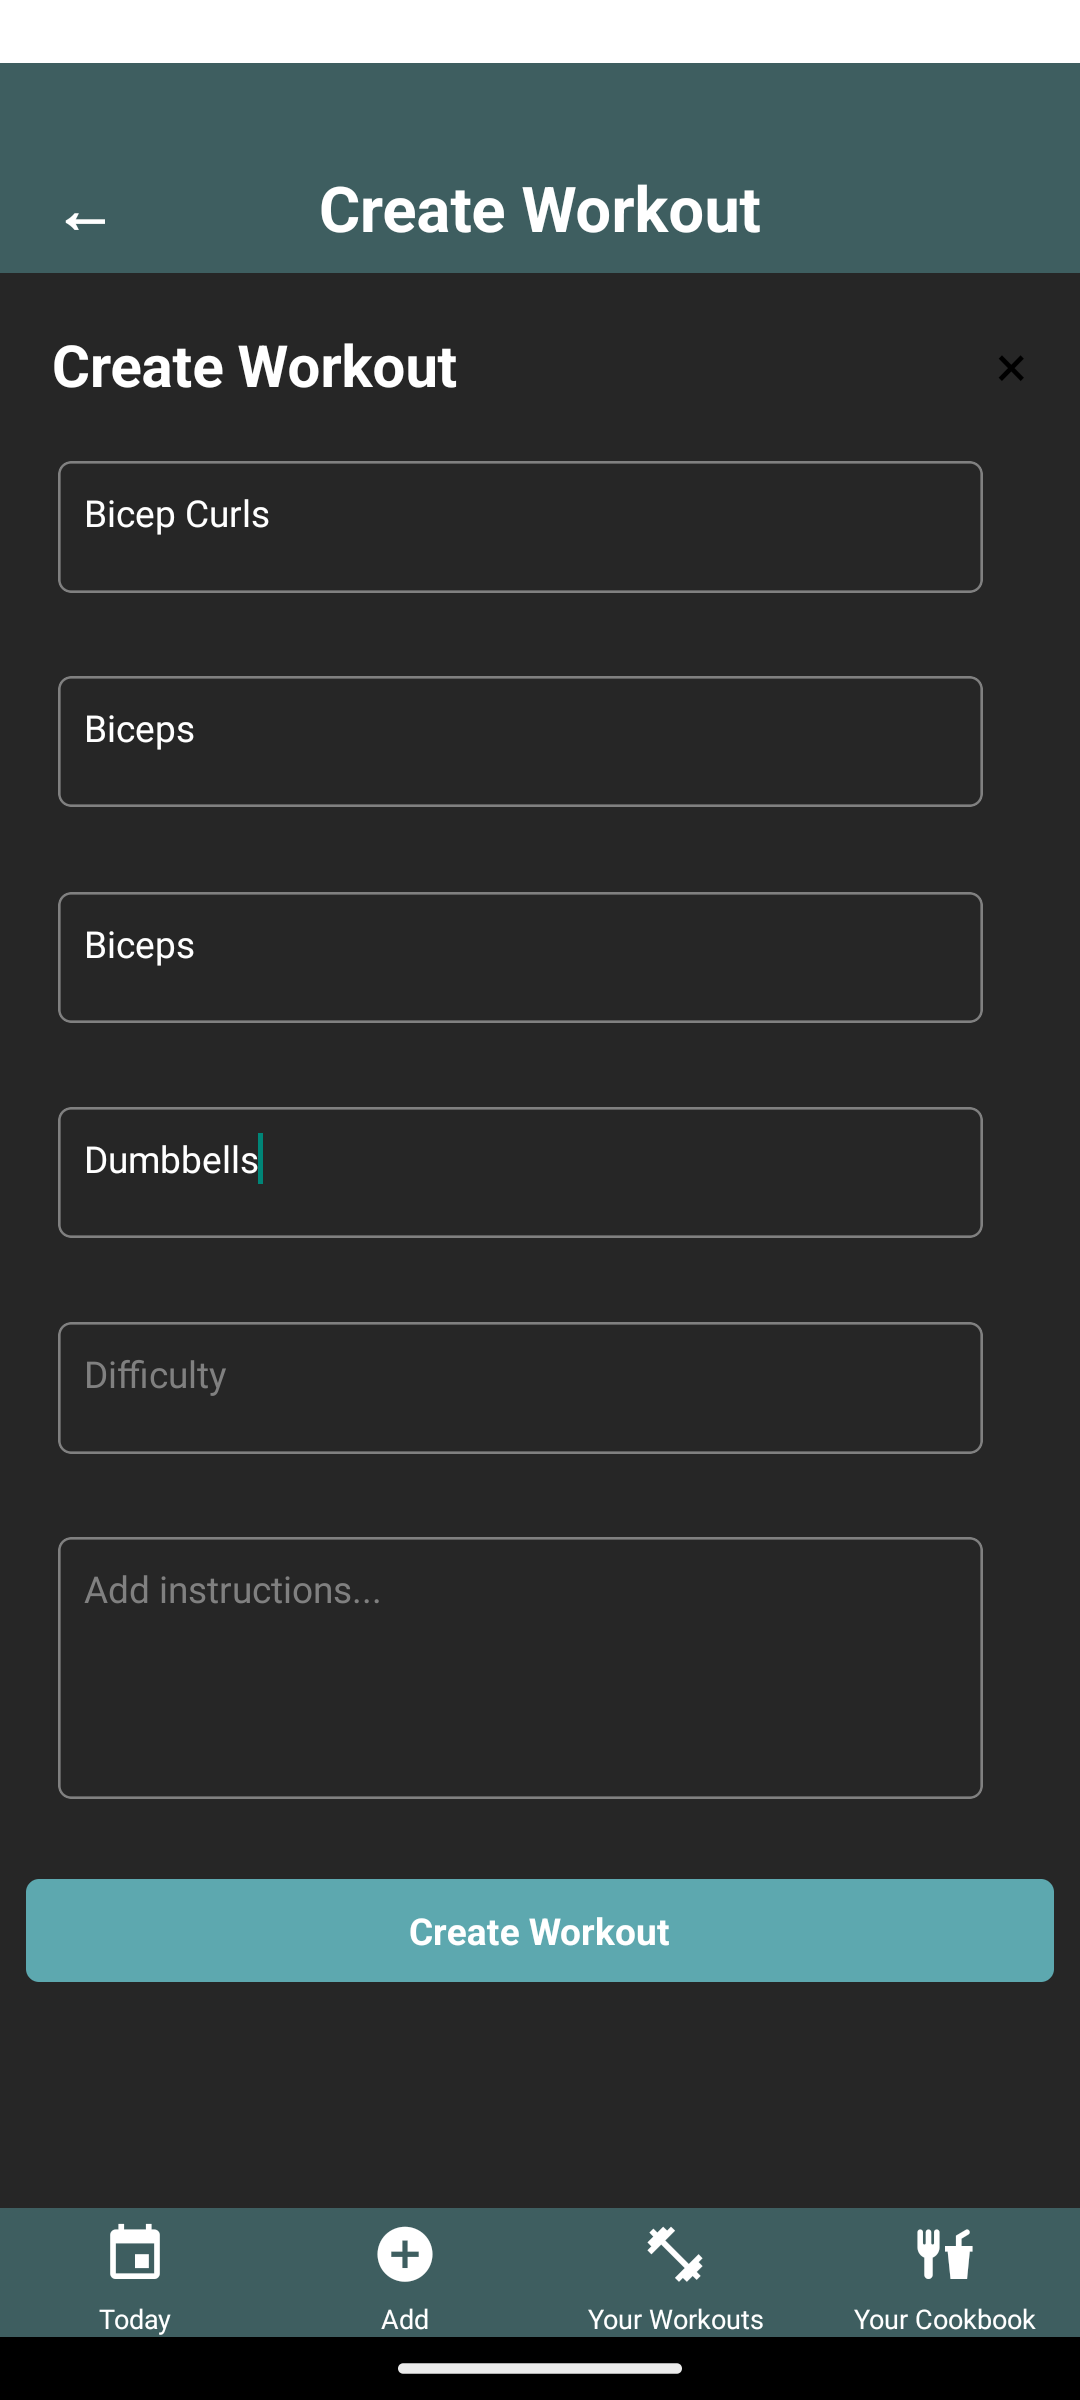 Create Workout
Create Workout
Bicep Curls
Biceps
Biceps
Dumbbells
Difficulty
Add instructions...
Create Workout
Today
Add
Your Workouts
Your Cookbook